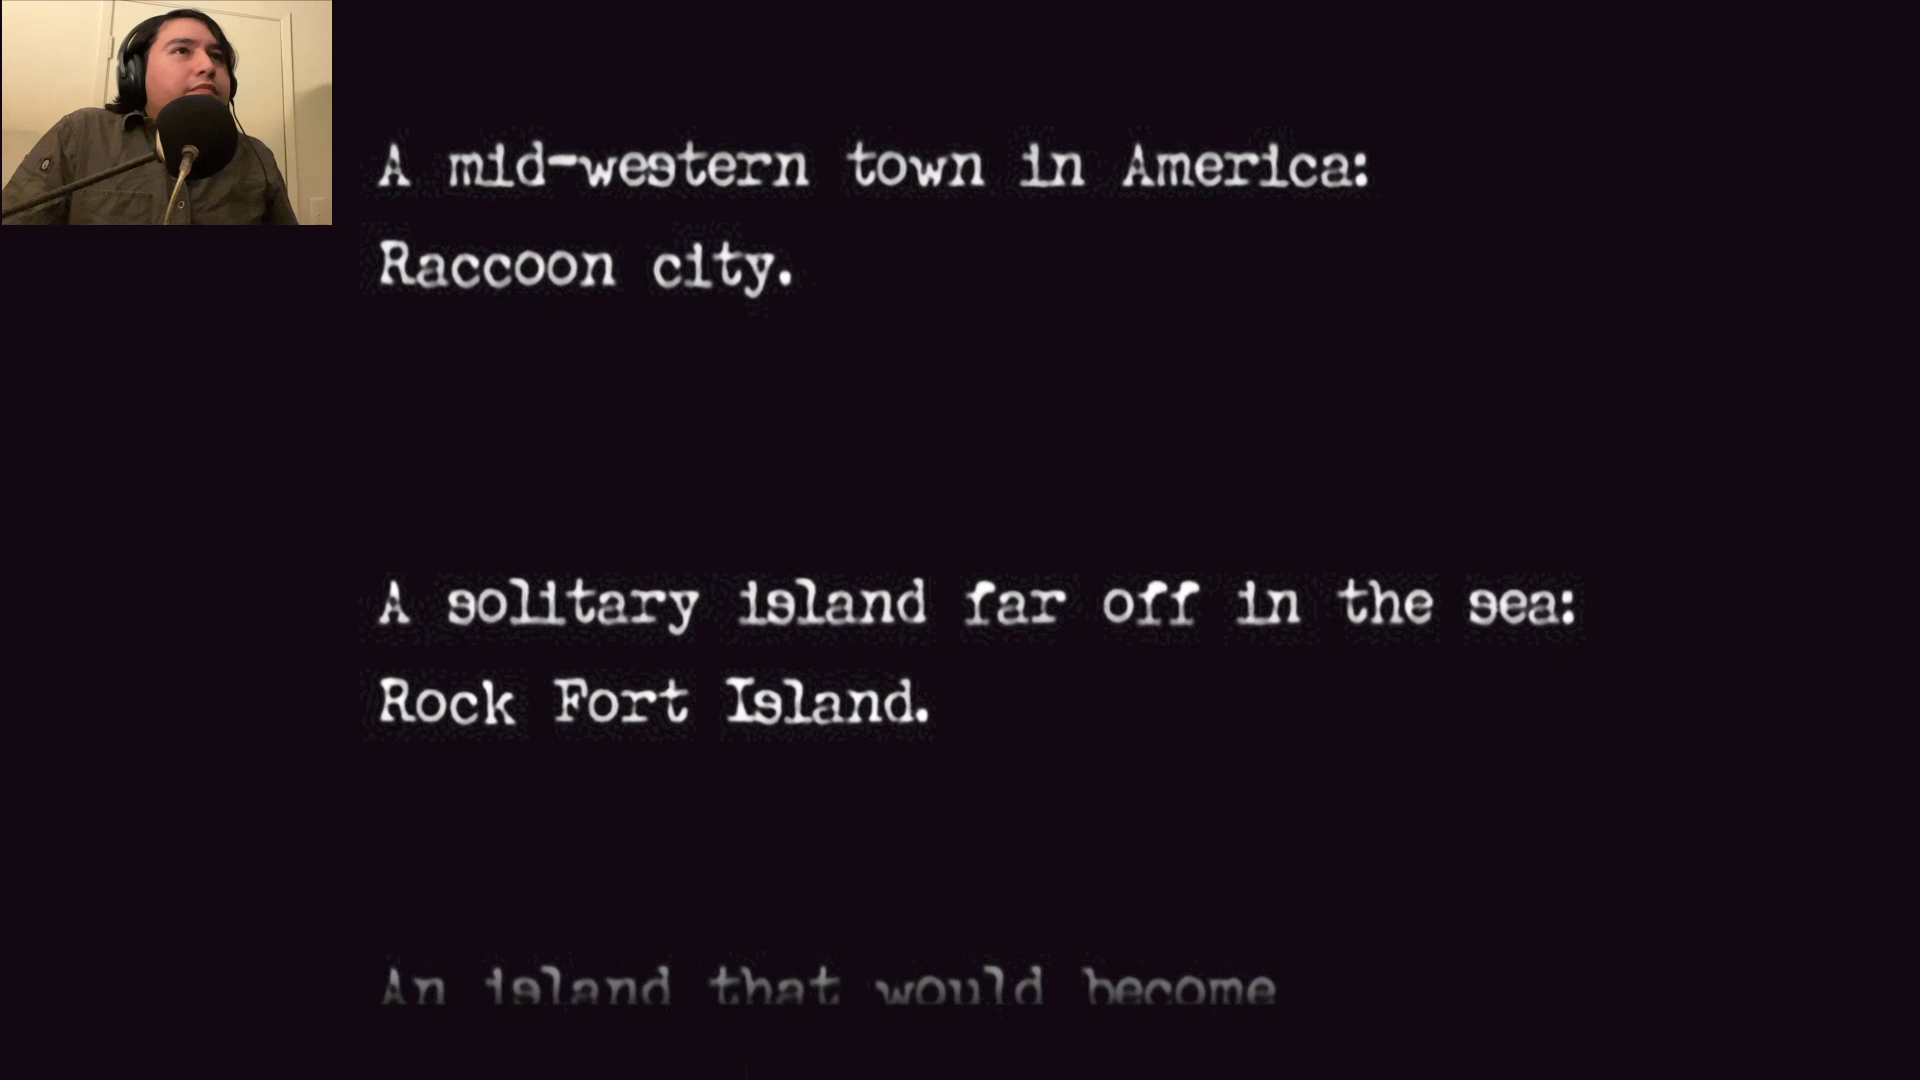 A mid-western town in America:
Raccoon city.
A solitary island far off in the sea:
Rock Fort Island.
An island that would become